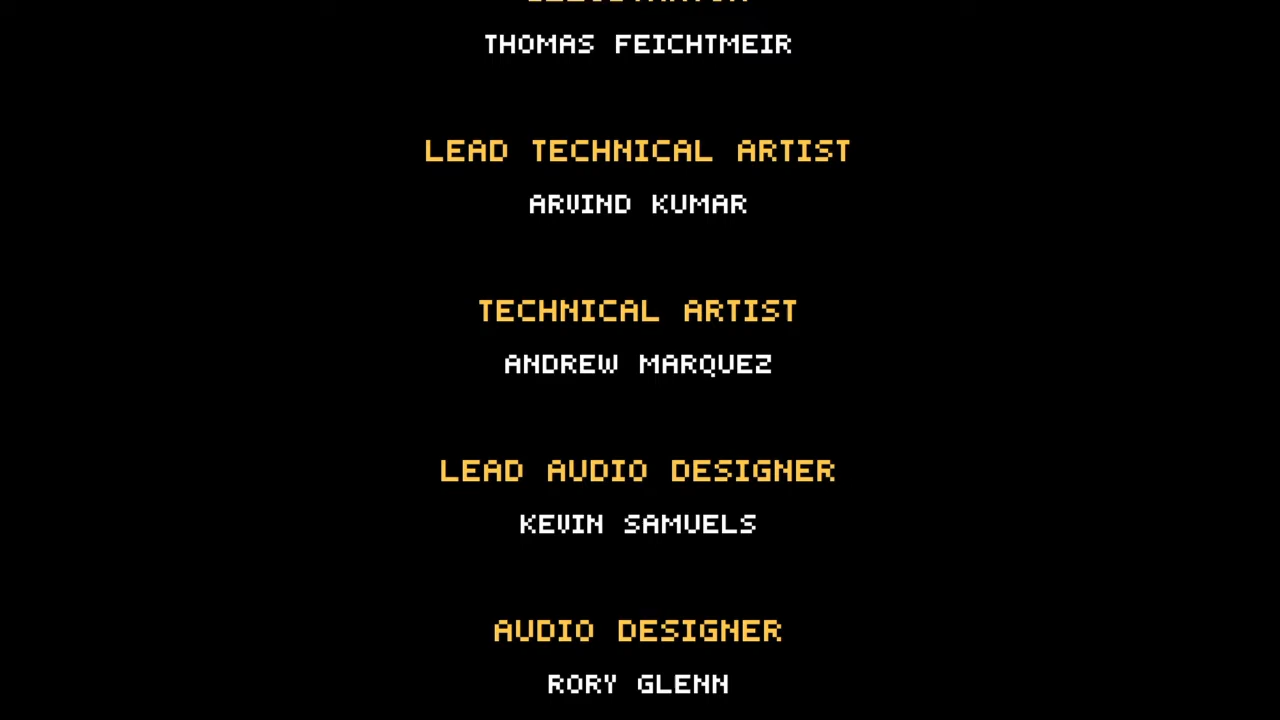 THOMAS FEICHTMEIR
LEAD TECHNICAL ARTIST
ARVIND KUMAR
TECHNICAL ARTIST
ANDREW MARQUEZ
LEAD AUDIO DESIGNER
KEVIN SAMUELS
AUDIO DESIGNER
RORY GLENN